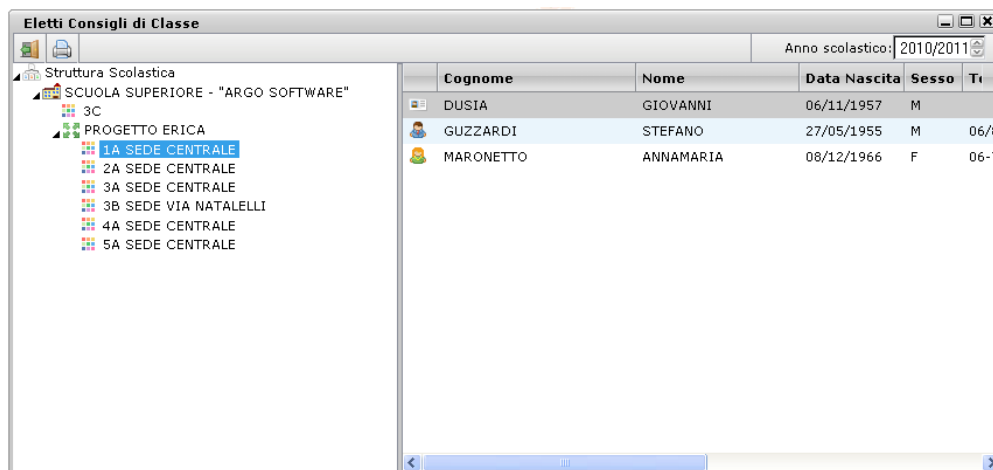 Eletti Consigli di Classe
Anno scolastico: 2010/2011
Struttura Scolastica
SCUOLA SUPERIORE - "ARGO SOFTWARE"
3C
PROGETTO ERICA
1A SEDE CENTRALE
2A SEDE CENTRALE
3A SEDE CENTRALE
3B SEDE VIA NATALELLI
4A SEDE CENTRALE
5A SEDE CENTRALE
Cognome Nome Data Nascita Sesso
DUSIA GIOVANNI 06/11/1957 M
GUZZARDI STEFANO 27/05/1955 M
MARONETTO ANNAMARIA 08/12/1966 F